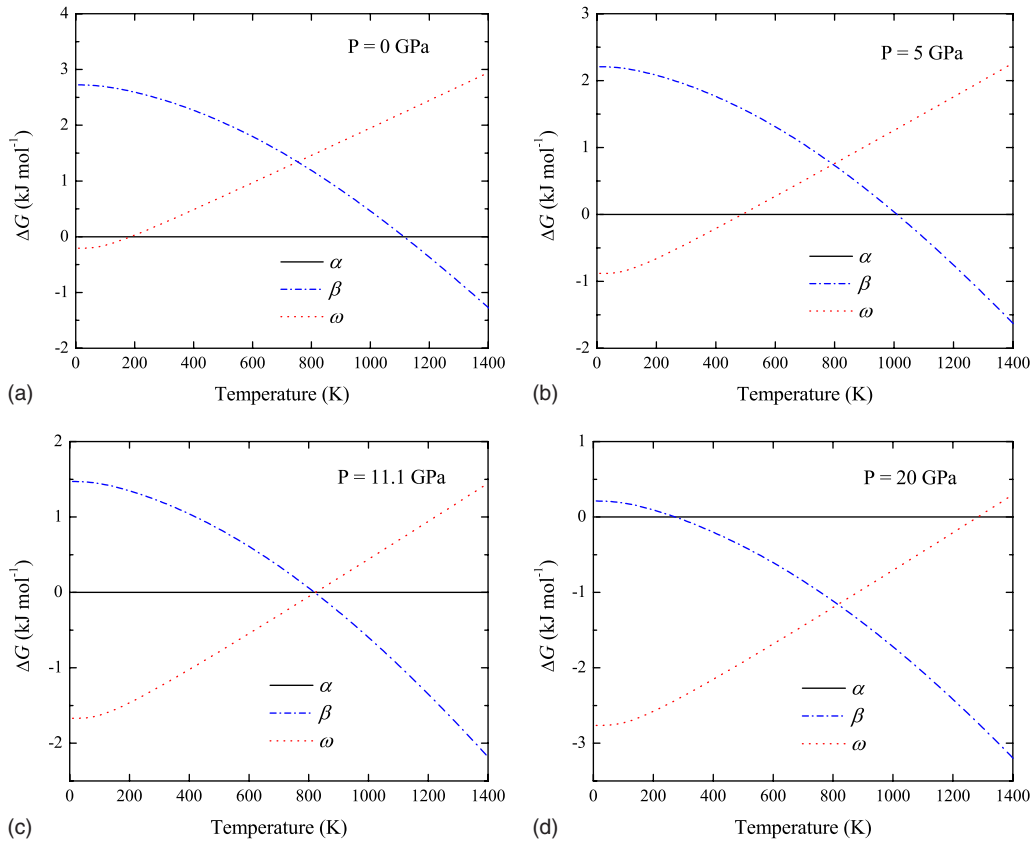 P = 0 GPa
4
3
2
1
0
-1
-2
ΔG (kJ mol⁻¹)
α
β
ω
0 200 400 600 800 1000 1200 1400
Temperature (K)
(a)
P = 5 GPa
3
2
1
0
-1
-2
ΔG (kJ mol⁻¹)
α
β
ω
0 200 400 600 800 1000 1200 1400
Temperature (K)
(b)
P = 11.1 GPa
2
1
0
-1
-2
ΔG (kJ mol⁻¹)
α
β
ω
0 200 400 600 800 1000 1200 1400
Temperature (K)
(c)
P = 20 GPa
1
0
-1
-2
-3
ΔG (kJ mol⁻¹)
α
β
ω
0 200 400 600 800 1000 1200 1400
Temperature (K)
(d)